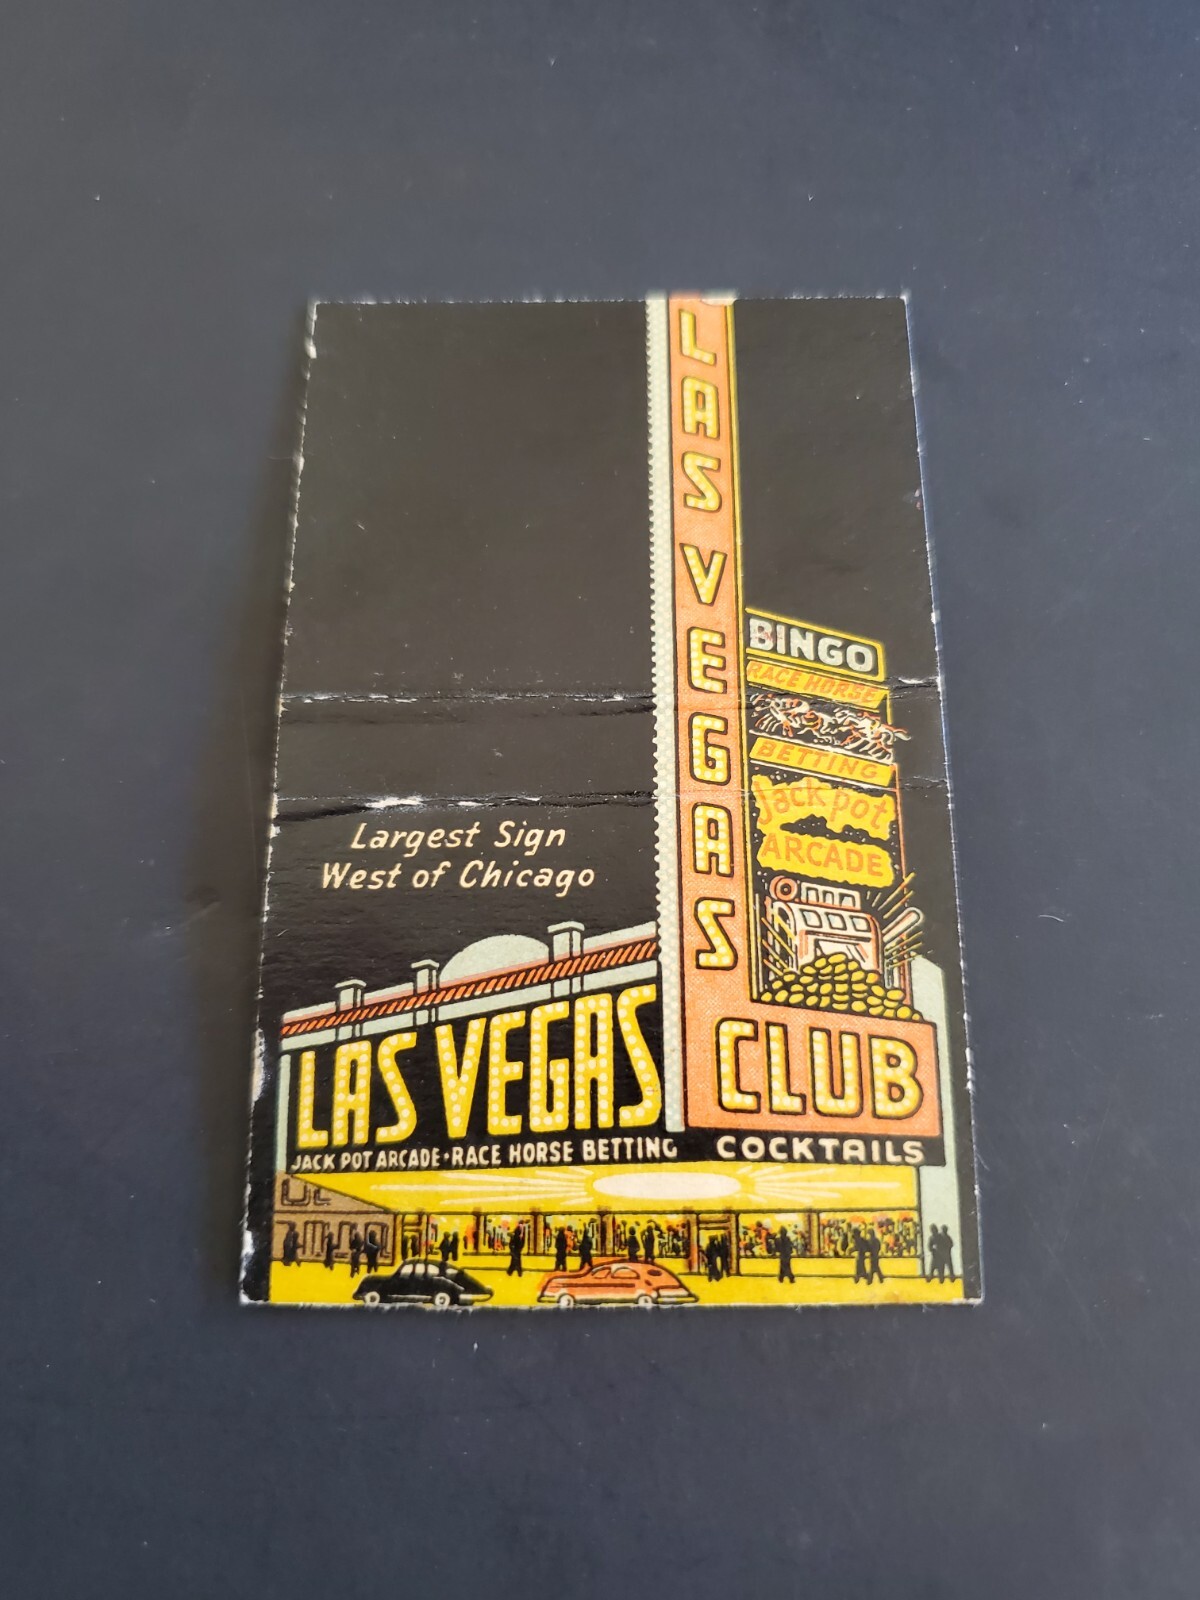 LAS VEGAS
BINGO
RACE HORSE
BETTING
Jack pot
ARCADE
Largest Sign
West of Chicago
LAS VEGAS
CLUB
JACK POT ARCADE • RACE HORSE BETTING
COCKTAILS